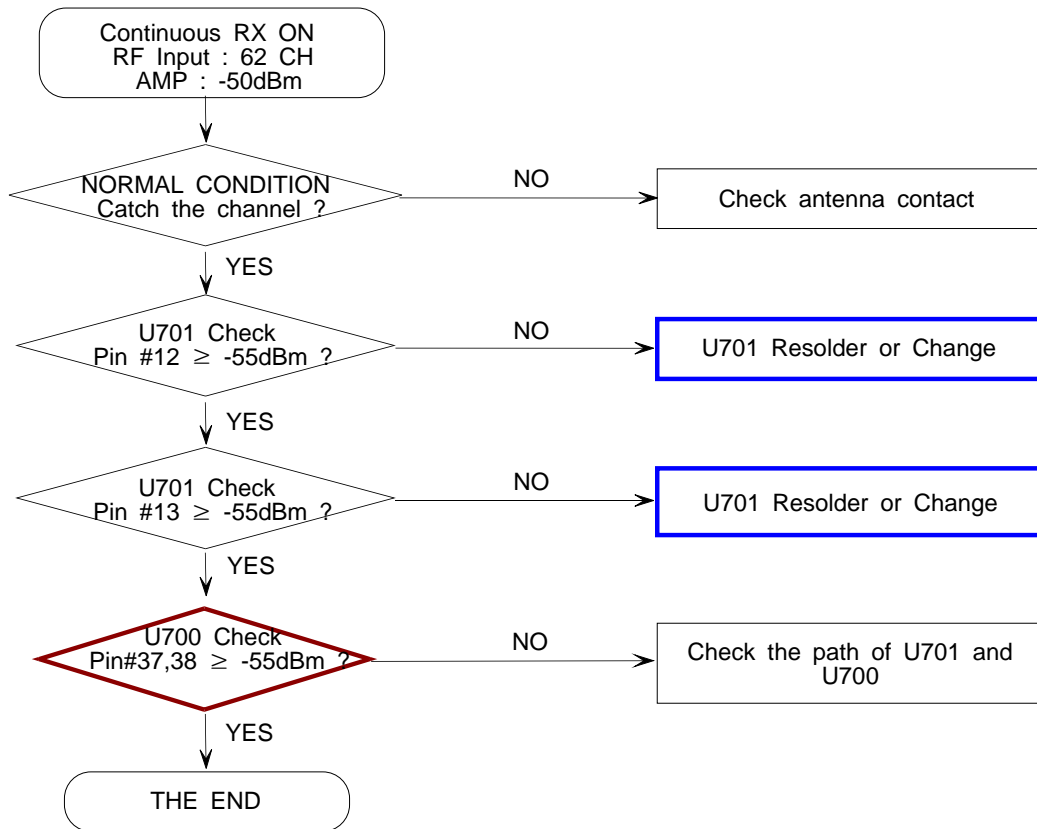 Continuous RX ON
RF Input : 62 CH
AMP : -50dBm
NORMAL CONDITION
Catch the channel ?
NO
Check antenna contact
YES
U701 Check
Pin #12 ≥ -55dBm ?
NO
U701 Resolder or Change
YES
U701 Check
Pin #13 ≥ -55dBm ?
NO
U701 Resolder or Change
YES
U700 Check
Pin#37,38 ≥ -55dBm ?
NO
Check the path of U701 and
U700
YES
THE END